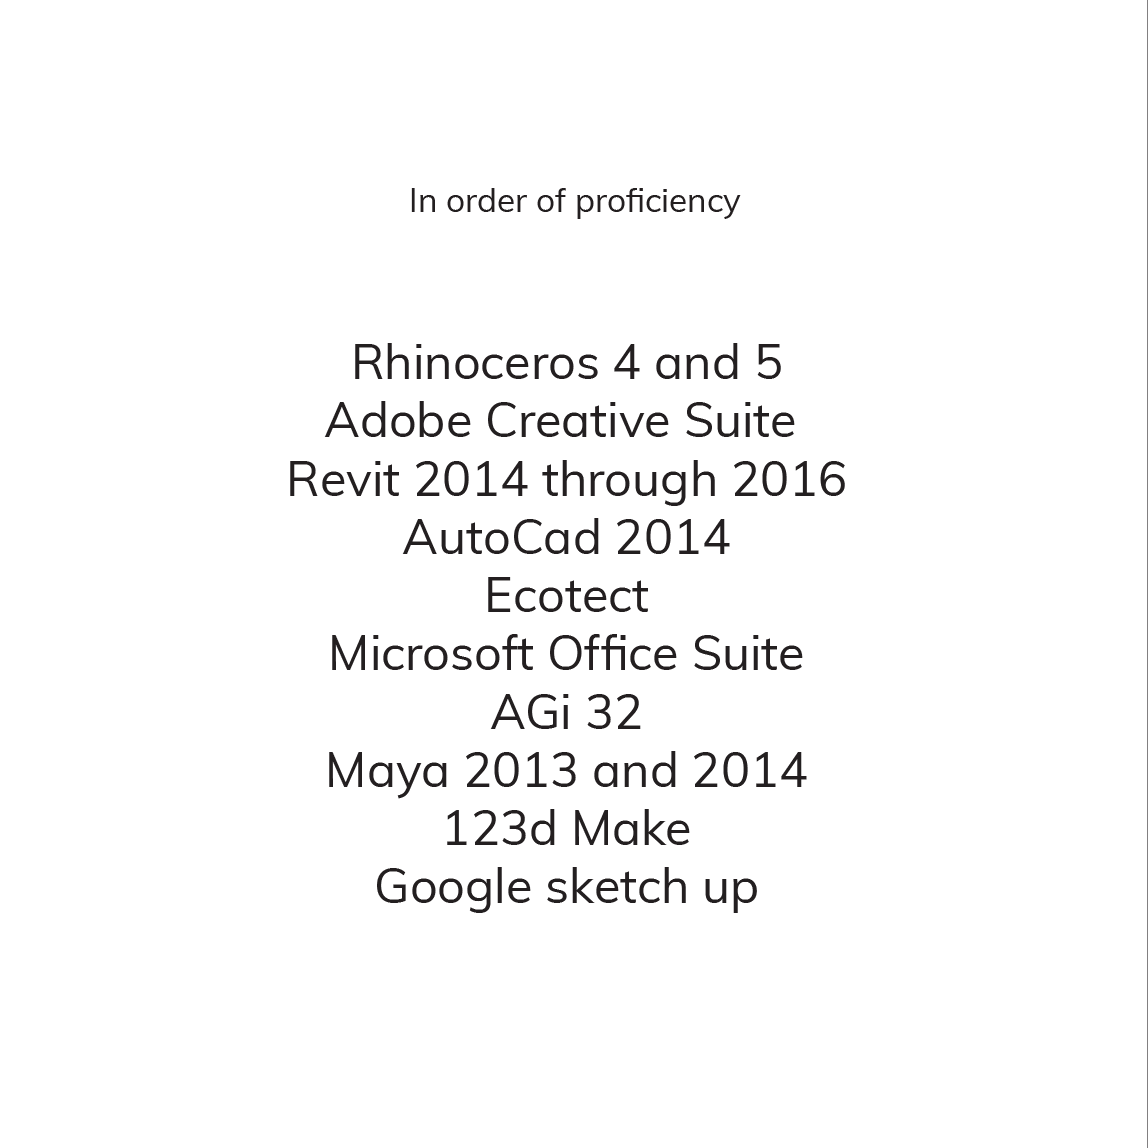 In order of proficiency
Rhinoceros 4 and 5
Adobe Creative Suite
Revit 2014 through 2016
AutoCad 2014
Ecotect
Microsoft Office Suite
AGi 32
Maya 2013 and 2014
123d Make
Google sketch up